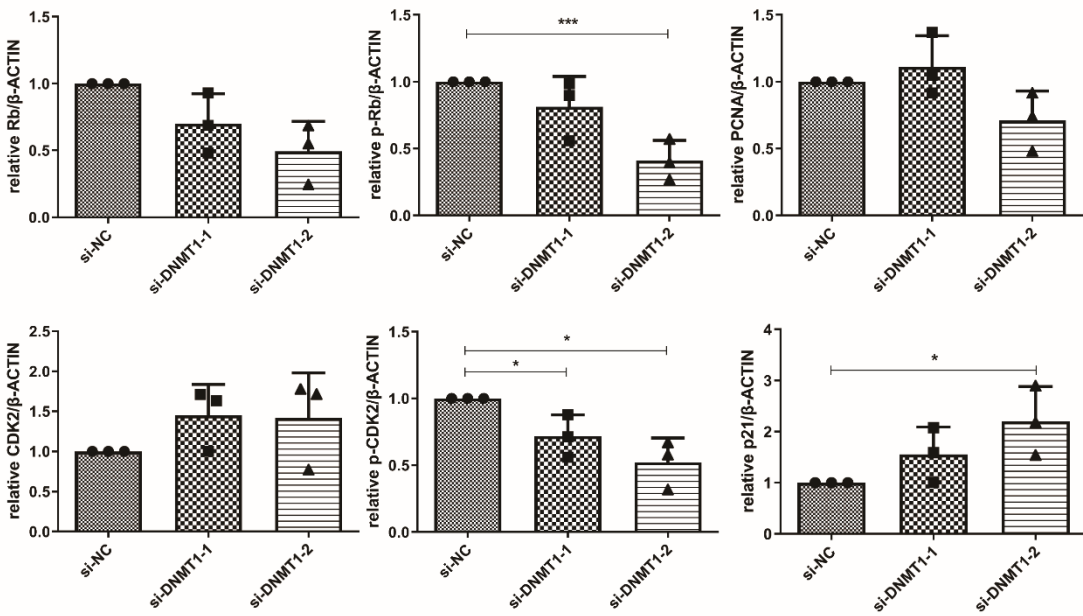 relative Rb/β-ACTIN
1.5
1.0
0.5
0.0
si-NC
si-DNMT1-1
si-DNMT1-2
relative p-Rb/β-ACTIN
1.5
1.0
0.5
0.0
***
si-NC
si-DNMT1-1
si-DNMT1-2
relative PCNA/β-ACTIN
1.5
1.0
0.5
0.0
si-NC
si-DNMT1-1
si-DNMT1-2
relative CDK2/β-ACTIN
2.5
2.0
1.5
1.0
0.5
0.0
si-NC
si-DNMT1-1
si-DNMT1-2
relative p-CDK2/β-ACTIN
1.5
1.0
0.5
0.0
*
*
si-NC
si-DNMT1-1
si-DNMT1-2
relative p21/β-ACTIN
4
3
2
1
0
*
si-NC
si-DNMT1-1
si-DNMT1-2